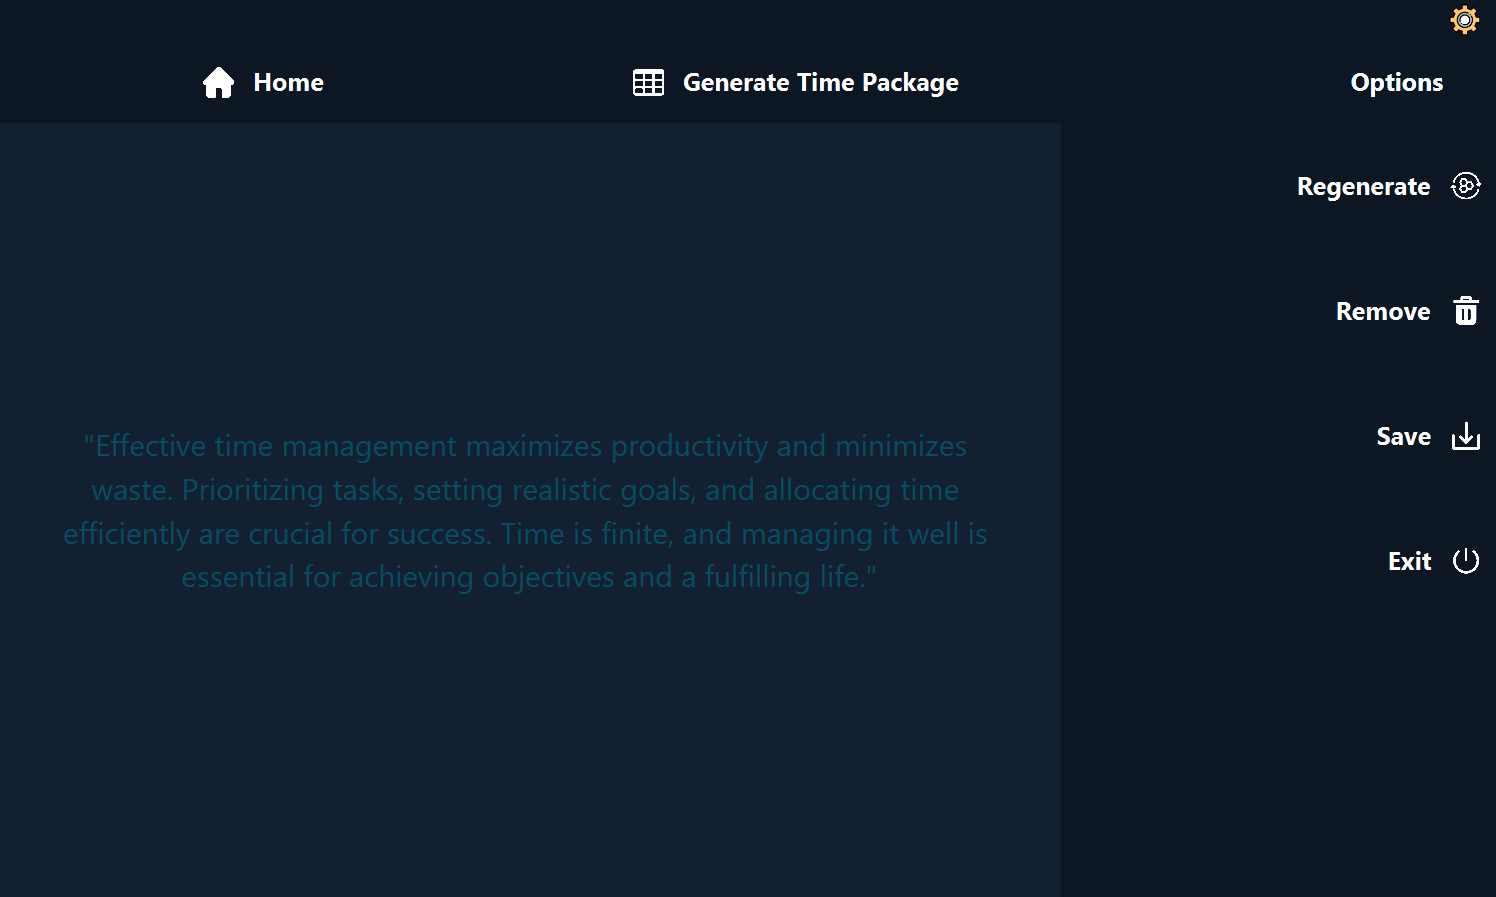 Home
Generate Time Package
Options
Regenerate
Remove
Save
Exit
"Effective time management maximizes productivity and minimizes
waste. Prioritizing tasks, setting realistic goals, and allocating time
efficiently are crucial for success. Time is finite, and managing it well is
essential for achieving objectives and a fulfilling life."